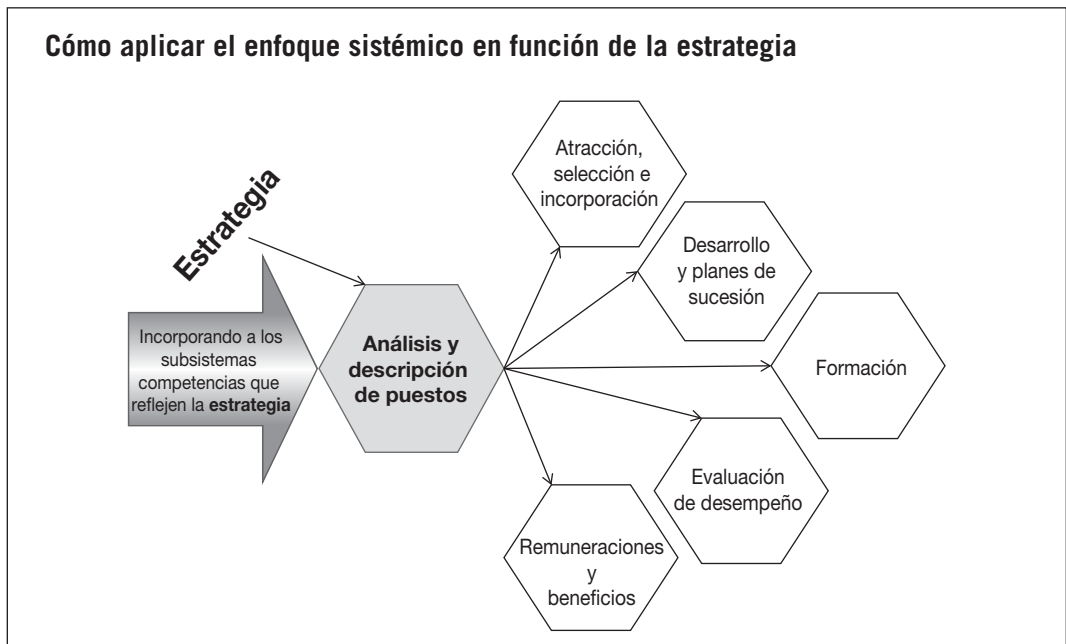 Cómo aplicar el enfoque sistémico en función de la estrategia
Estrategia
Incorporando a los
subsistemas
competencias que
reflejen la estrategia
Análisis y
descripción
de puestos
Atracción,
selección e
incorporación
Desarrollo
y planes de
sucesión
Formación
Evaluación
de desempeño
Remuneraciones
y
beneficios